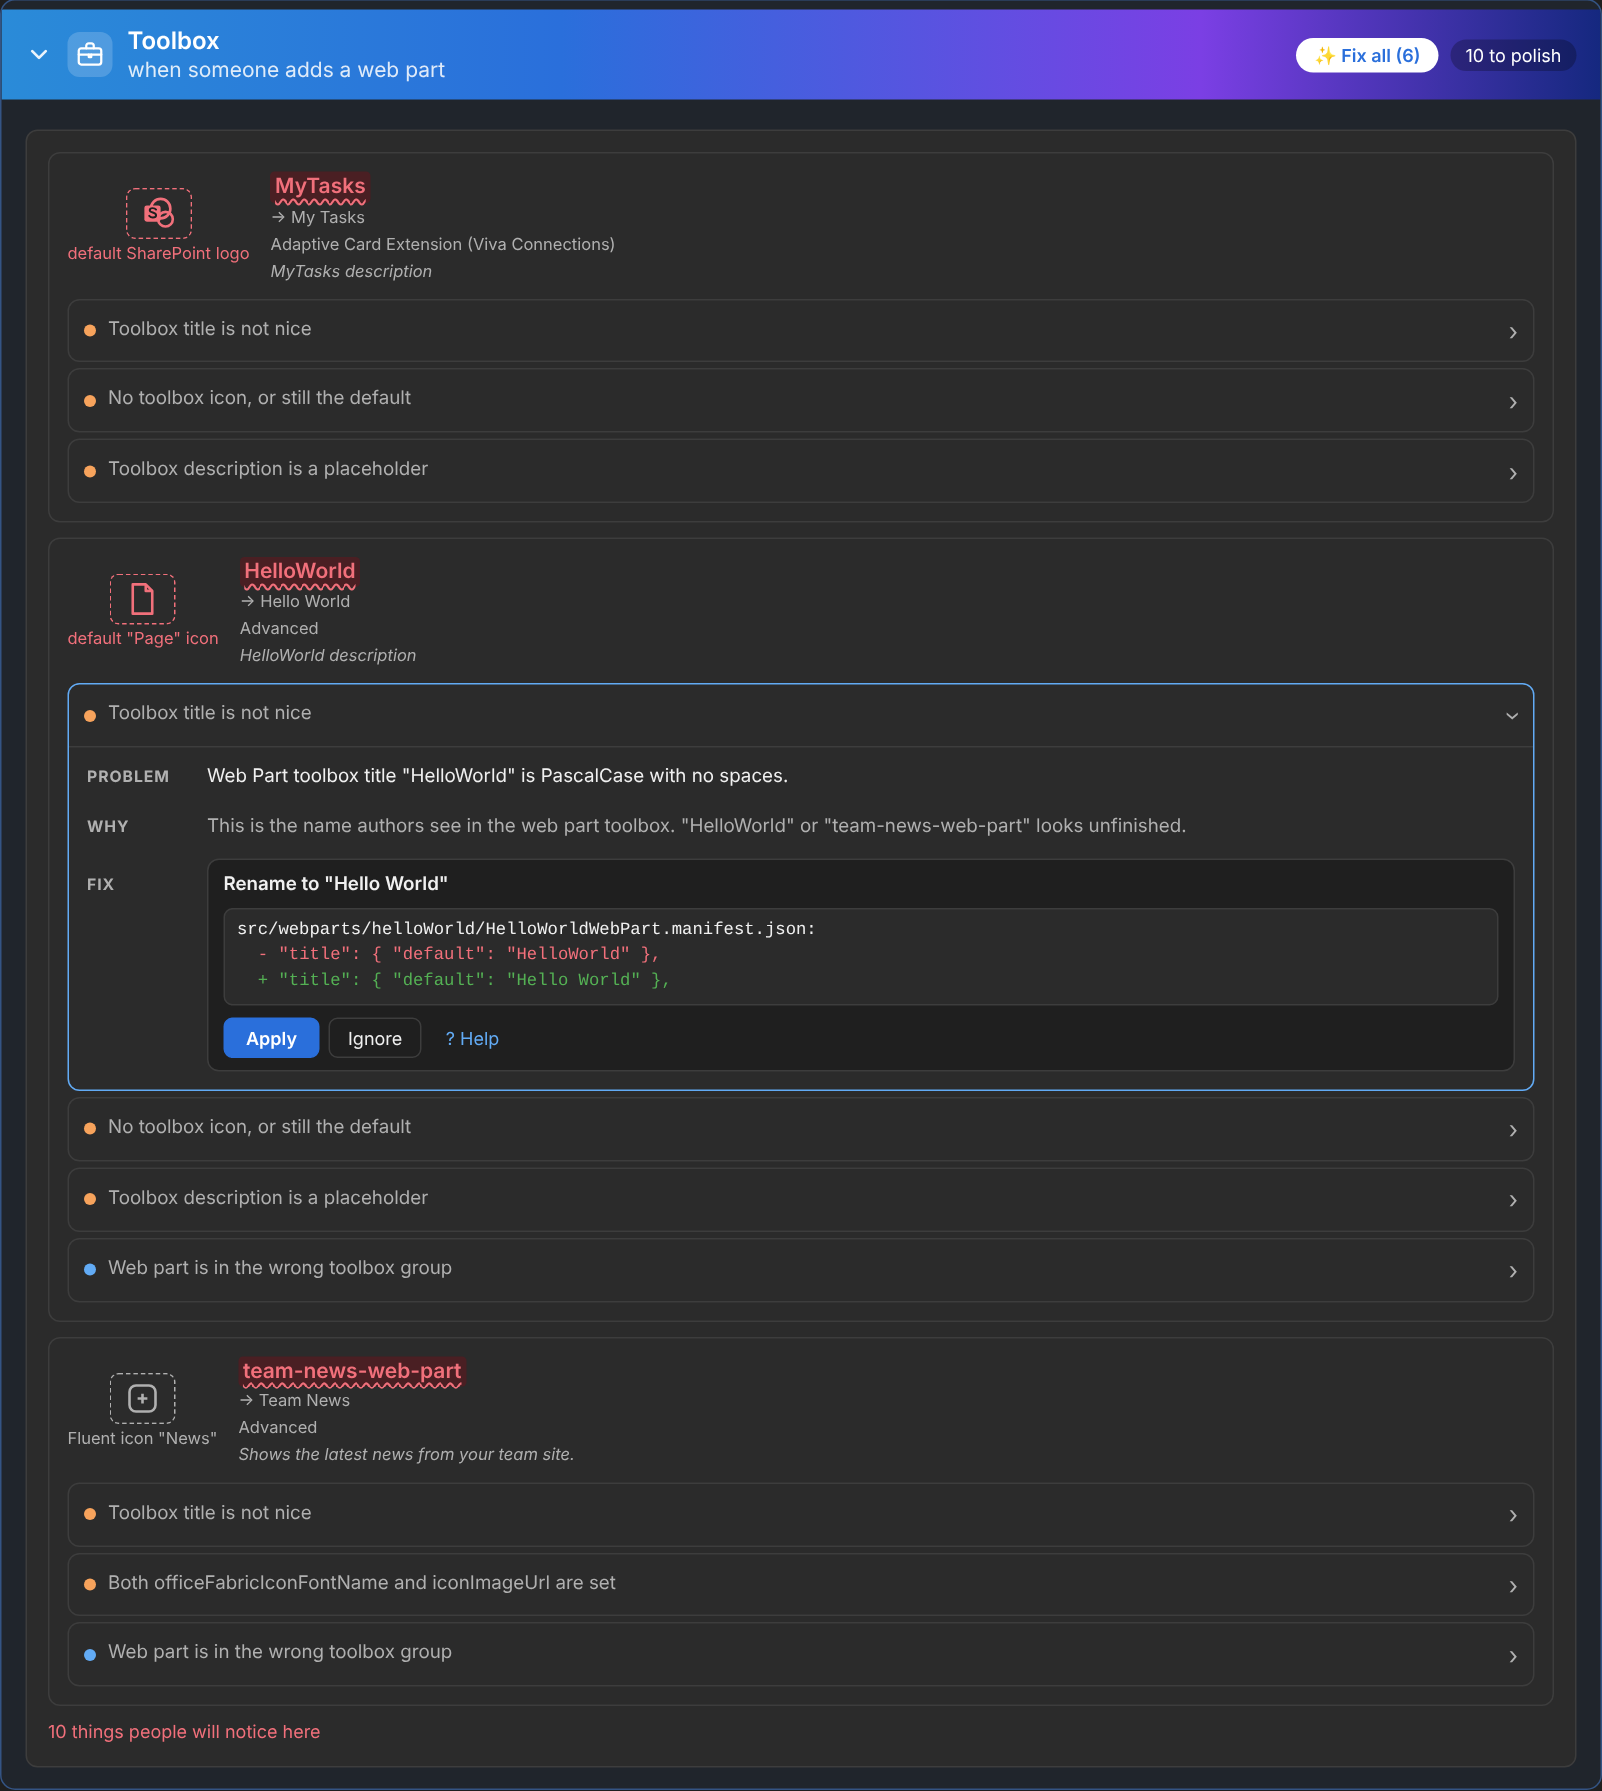 Toolbox
when someone adds a web part
✨ Fix all (6)
10 to polish
MyTasks
→ My Tasks
default SharePoint logo
Adaptive Card Extension (Viva Connections)
MyTasks description
Toolbox title is not nice
No toolbox icon, or still the default
Toolbox description is a placeholder
HelloWorld
→ Hello World
default "Page" icon
Advanced
HelloWorld description
Toolbox title is not nice
PROBLEM
Web Part toolbox title "HelloWorld" is PascalCase with no spaces.
WHY
This is the name authors see in the web part toolbox. "HelloWorld" or "team-news-web-part" looks unfinished.
FIX
Rename to "Hello World"
src/webparts/helloWorld/HelloWorldWebPart.manifest.json:
- "title": { "default": "HelloWorld" },
+ "title": { "default": "Hello World" },
Apply
Ignore
? Help
No toolbox icon, or still the default
Toolbox description is a placeholder
Web part is in the wrong toolbox group
team-news-web-part
→ Team News
Fluent icon "News"
Advanced
Shows the latest news from your team site.
Toolbox title is not nice
Both officeFabricIconFontName and iconImageUrl are set
Web part is in the wrong toolbox group
10 things people will notice here